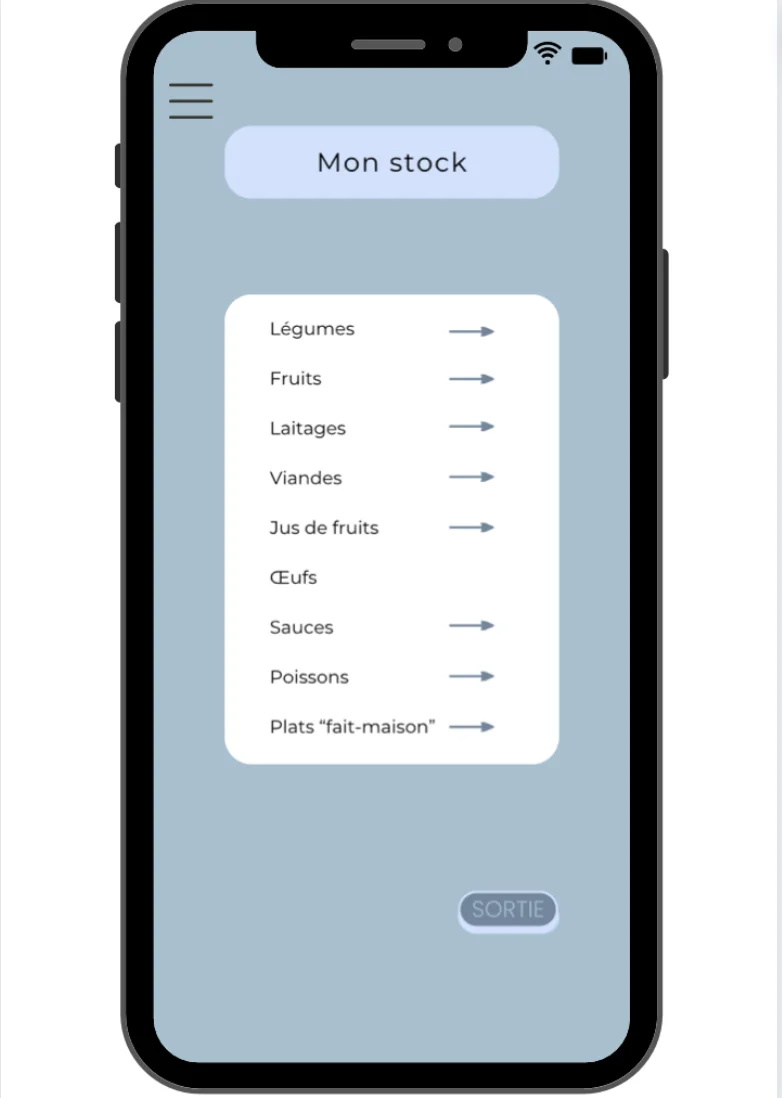 Mon stock
Légumes
Fruits
Laitages
Viandes
Jus de fruits
Œufs
Sauces
Poissons
Plats “fait-maison”
SORTIE